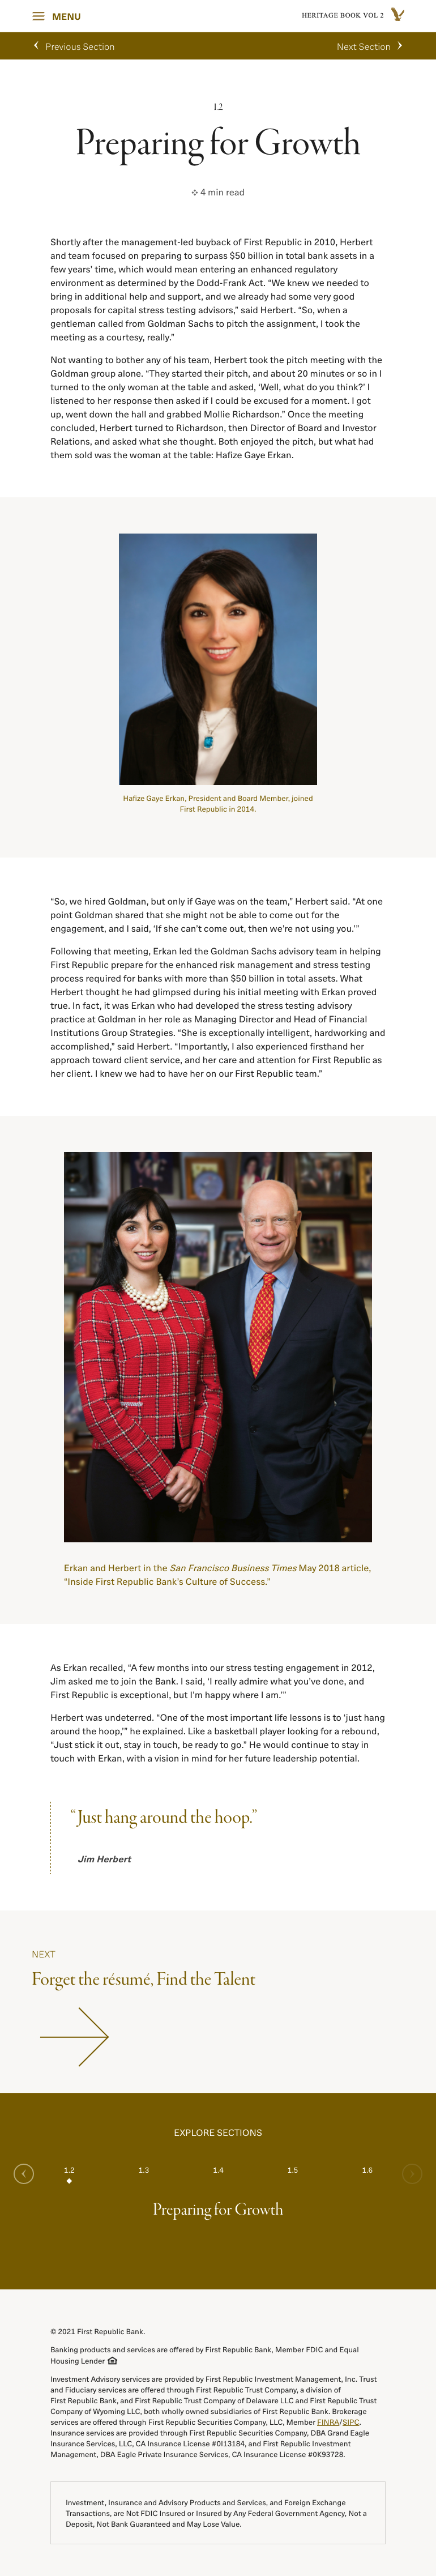 MENU
HERITAGE BOOK VOL 2
Previous Section
Next Section
1.2
Preparing for Growth
4 min read
Shortly after the management-led buyback of First Republic in 2010, Herbert
and team focused on preparing to surpass $50 billion in total bank assets in a
few years’ time, which would mean entering an enhanced regulatory
environment as determined by the Dodd-Frank Act. “We knew we needed to
bring in additional help and support, and we already had some very good
proposals for capital stress testing advisors,” said Herbert. “So, when a
gentleman called from Goldman Sachs to pitch the assignment, I took the
meeting as a courtesy, really.”
Not wanting to bother any of his team, Herbert took the pitch meeting with the
Goldman group alone. “They started their pitch, and about 20 minutes or so in I
turned to the only woman at the table and asked, ‘Well, what do you think?’ I
listened to her response then asked if I could be excused for a moment. I got
up, went down the hall and grabbed Mollie Richardson.” Once the meeting
concluded, Herbert turned to Richardson, then Director of Board and Investor
Relations, and asked what she thought. Both enjoyed the pitch, but what had
them sold was the woman at the table: Hafize Gaye Erkan.
Hafize Gaye Erkan, President and Board Member, joined
First Republic in 2014.
“So, we hired Goldman, but only if Gaye was on the team,” Herbert said. “At one
point Goldman shared that she might not be able to come out for the
engagement, and I said, ‘If she can’t come out, then we’re not using you.’”
Following that meeting, Erkan led the Goldman Sachs advisory team in helping
First Republic prepare for the enhanced risk management and stress testing
process required for banks with more than $50 billion in total assets. What
Herbert thought he had glimpsed during his initial meeting with Erkan proved
true. In fact, it was Erkan who had developed the stress testing advisory
practice at Goldman in her role as Managing Director and Head of Financial
Institutions Group Strategies. “She is exceptionally intelligent, hardworking and
accomplished,” said Herbert. “Importantly, I also experienced firsthand her
approach toward client service, and her care and attention for First Republic as
her client. I knew we had to have her on our First Republic team.”
Erkan and Herbert in the San Francisco Business Times May 2018 article,
“Inside First Republic Bank’s Culture of Success.”
As Erkan recalled, “A few months into our stress testing engagement in 2012,
Jim asked me to join the Bank. I said, ‘I really admire what you’ve done, and
First Republic is exceptional, but I’m happy where I am.’”
Herbert was undeterred. “One of the most important life lessons is to ‘just hang
around the hoop,’” he explained. Like a basketball player looking for a rebound,
“Just stick it out, stay in touch, be ready to go.” He would continue to stay in
touch with Erkan, with a vision in mind for her future leadership potential.
“Just hang around the hoop.”
Jim Herbert
NEXT
Forget the résumé, Find the Talent
EXPLORE SECTIONS
1.2
1.3
1.4
1.5
1.6
Preparing for Growth
© 2021 First Republic Bank.
Banking products and services are offered by First Republic Bank, Member FDIC and Equal
Housing Lender
Investment Advisory services are provided by First Republic Investment Management, Inc. Trust
and Fiduciary services are offered through First Republic Trust Company, a division of
First Republic Bank, and First Republic Trust Company of Delaware LLC and First Republic Trust
Company of Wyoming LLC, both wholly owned subsidiaries of First Republic Bank. Brokerage
services are offered through First Republic Securities Company, LLC, Member FINRA/SIPC.
Insurance services are provided through First Republic Securities Company, DBA Grand Eagle
Insurance Services, LLC, CA Insurance License #0I13184, and First Republic Investment
Management, DBA Eagle Private Insurance Services, CA Insurance License #0K93728.
Investment, Insurance and Advisory Products and Services, and Foreign Exchange
Transactions, are Not FDIC Insured or Insured by Any Federal Government Agency, Not a
Deposit, Not Bank Guaranteed and May Lose Value.